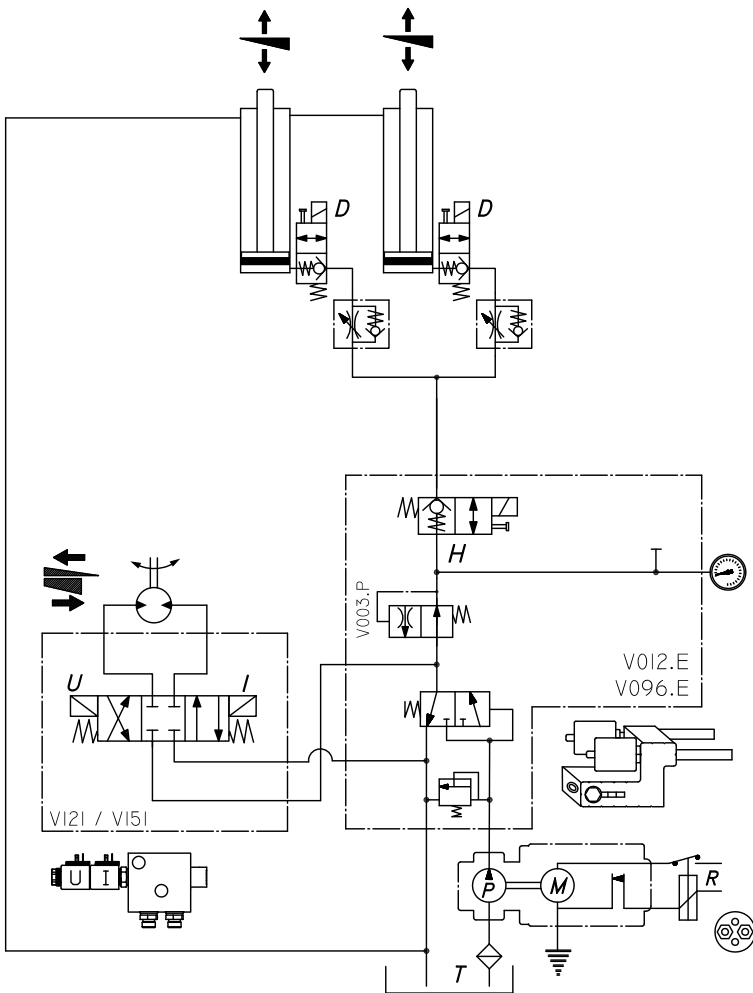 D D
H
V003.P
V012.E
V096.E
U I
V121 / V151
U I
P M R
T